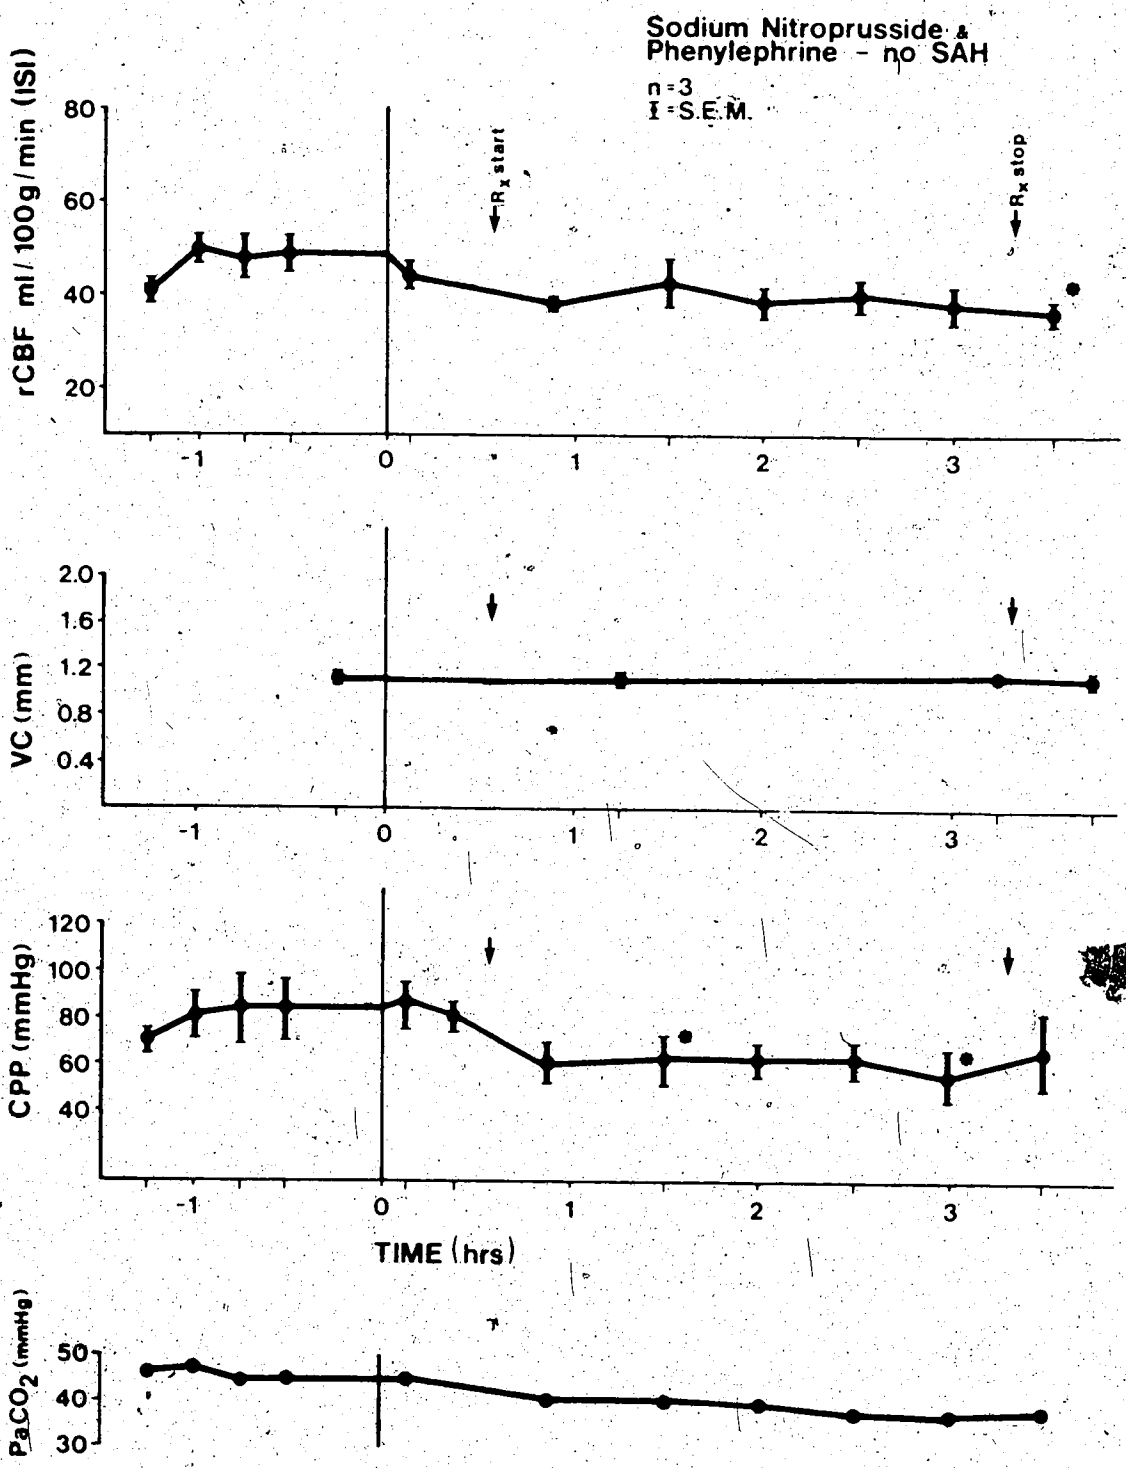 Sodium Nitroprusside &
Phenylephrine - no SAH
n=3
I = S.E.M.
rCBF ml/100g/min (ISI)
80
60
40
20
Rx start
Rx stop
*
-1 0 1 2 3
VC (mm)
2.0
1.6
1.2
0.8
0.4
-1 0 1 2 3
CPP (mmHg)
120
100
80
60
40
* *
-1 0 1 2 3
TIME (hrs)
PaCO2 (mmHg)
50
40
30